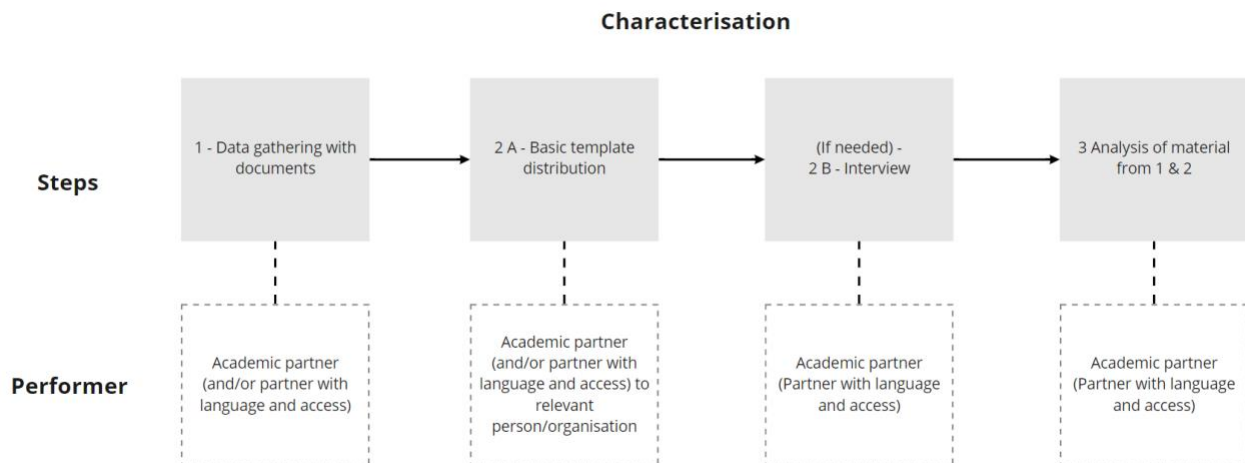 Characterisation
Steps
1 - Data gathering with
documents
2 A - Basic template
distribution
(If needed) -
2 B - Interview
3 Analysis of material
from 1 & 2
Performer
Academic partner
(and/or partner with
language and access)
Academic partner
(and/or partner with
language and access) to
relevant
person/organisation
Academic partner
(Partner with language
and access)
Academic partner
(Partner with language
and access)